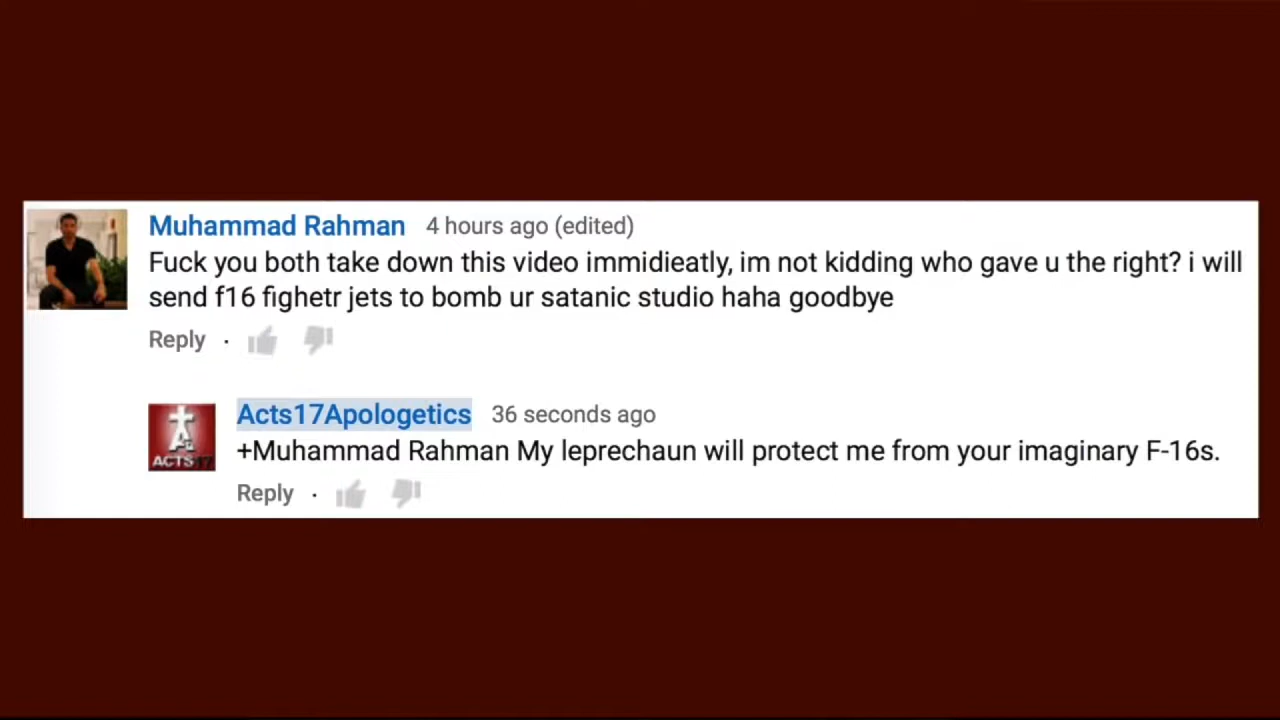 Muhammad Rahman 4 hours ago (edited)
Fuck you both take down this video immidieatly, im not kidding who gave u the right? i will
send f16 fighetr jets to bomb ur satanic studio haha goodbye
Reply ·
Acts17Apologetics 36 seconds ago
ACTS17
+Muhammad Rahman My leprechaun will protect me from your imaginary F-16s.
Reply ·